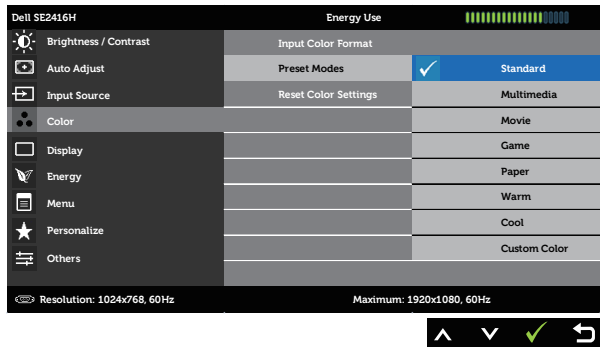 Dell SE2416H Energy Use
Brightness / Contrast Input Color Format
Auto Adjust Preset Modes Standard
Input Source Reset Color Settings Multimedia
Color Movie
Display Game
Energy Paper
Menu Warm
Personalize Cool
Others Custom Color
Resolution: 1024x768, 60Hz Maximum: 1920x1080, 60Hz